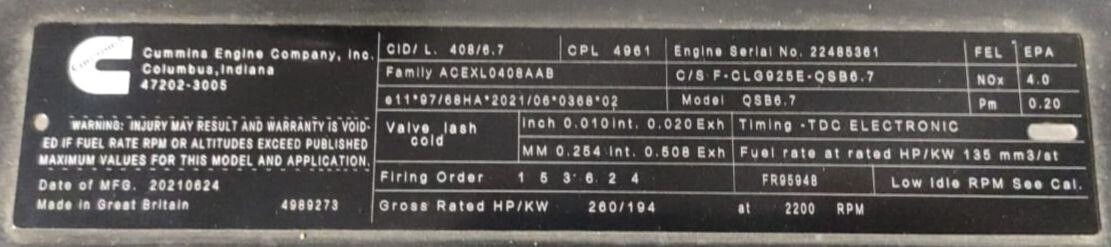 Cummins
Cummins Engine Company, Inc.
Columbus, Indiana
47202-3005
WARNING: INJURY MAY RESULT AND WARRANTY IS VOID-
ED IF FUEL RATE RPM OR ALTITUDES EXCEED PUBLISHED
MAXIMUM VALUES FOR THIS MODEL AND APPLICATION.
Date of MFG. 20210624
Made in Great Britain 4989273
CID/ L. 408/6.7 CPL 4961 Engine Serial No. 22485361 FEL EPA
Family ACEXL0408AAB C/S F-CLG925E-QSB6.7 NOx 4.0
e11*97/68HA*2021/06*0368*02 Model QSB6.7 Pm 0.20
Valve lash cold Inch 0.010 Int. 0.020 Exh Timing -TDC ELECTRONIC
MM 0.254 Int. 0.508 Exh Fuel rate at rated HP/KW 135 mm3/st
Firing Order 1 5 3 6 2 4 FR95948 Low Idle RPM See Cal.
Gross Rated HP/KW 260/194 at 2200 RPM